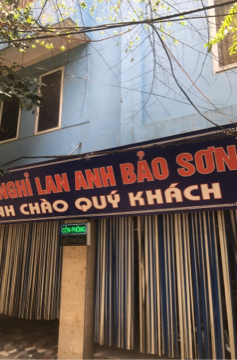 NGHỈ LAN ANH BẢO SƠN
NH CHÀO QUÝ KHÁCH
CÒN PHÒNG